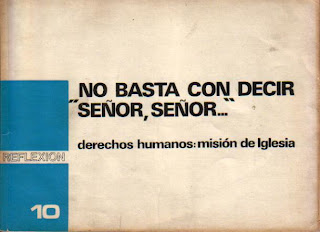 NO BASTA CON DECIR
"SEÑOR, SEÑOR..."
derechos humanos: misión de Iglesia
REFLEXION
10